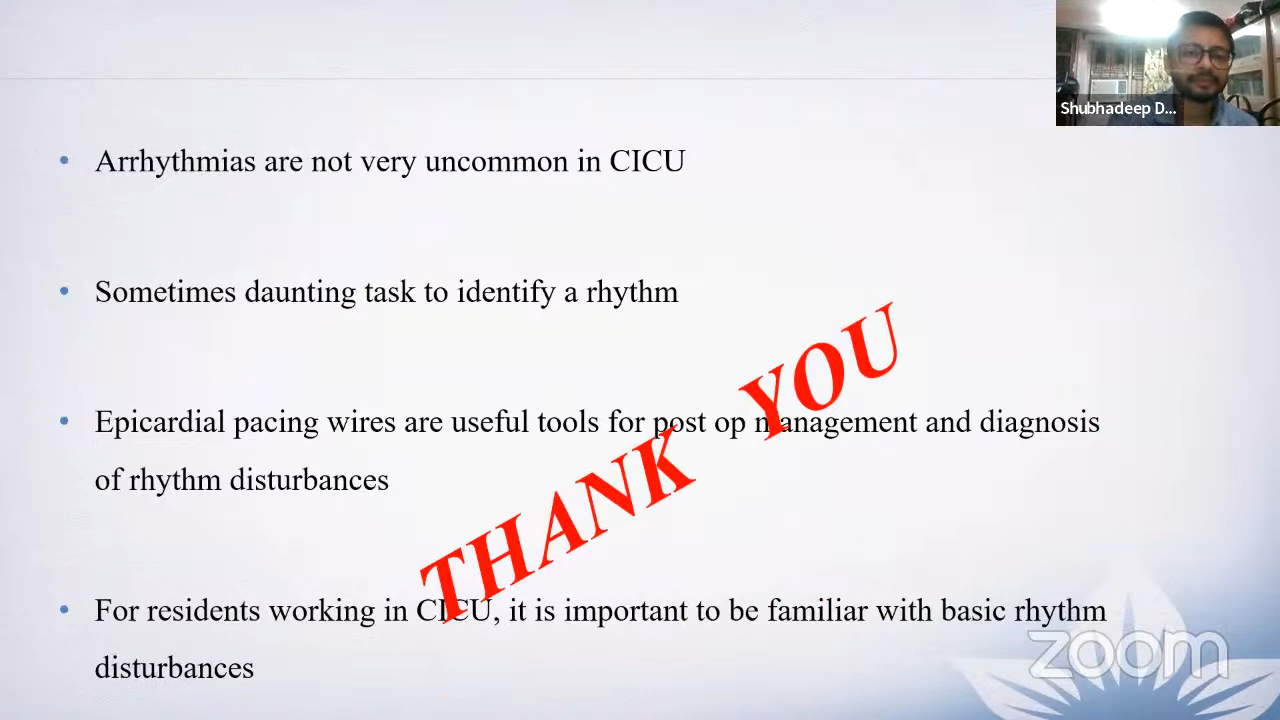 Shubhadeep D...
Arrhythmias are not very uncommon in CICU
Sometimes daunting task to identify a rhythm
Epicardial pacing wires are useful tools for post op management and diagnosis
of rhythm disturbances
THANK YOU
For residents working in CICU, it is important to be familiar with basic rhythm
disturbances
zoom